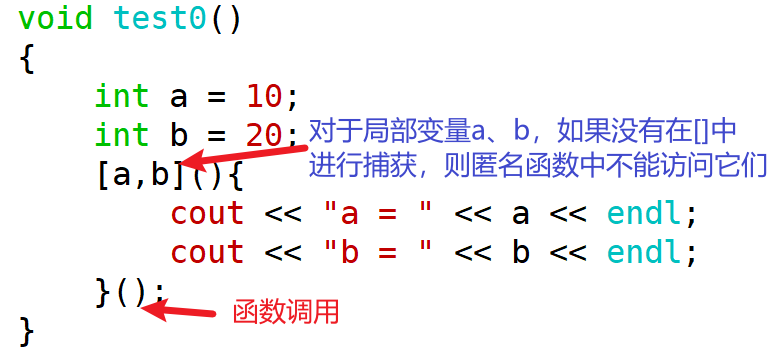 void test0()
{
    int a = 10;
    int b = 20;
对于局部变量a、b，如果没有在[]中
进行捕获，则匿名函数中不能访问它们
    [a,b](){
        cout << "a = " << a << endl;
        cout << "b = " << b << endl;
    }();
函数调用
}